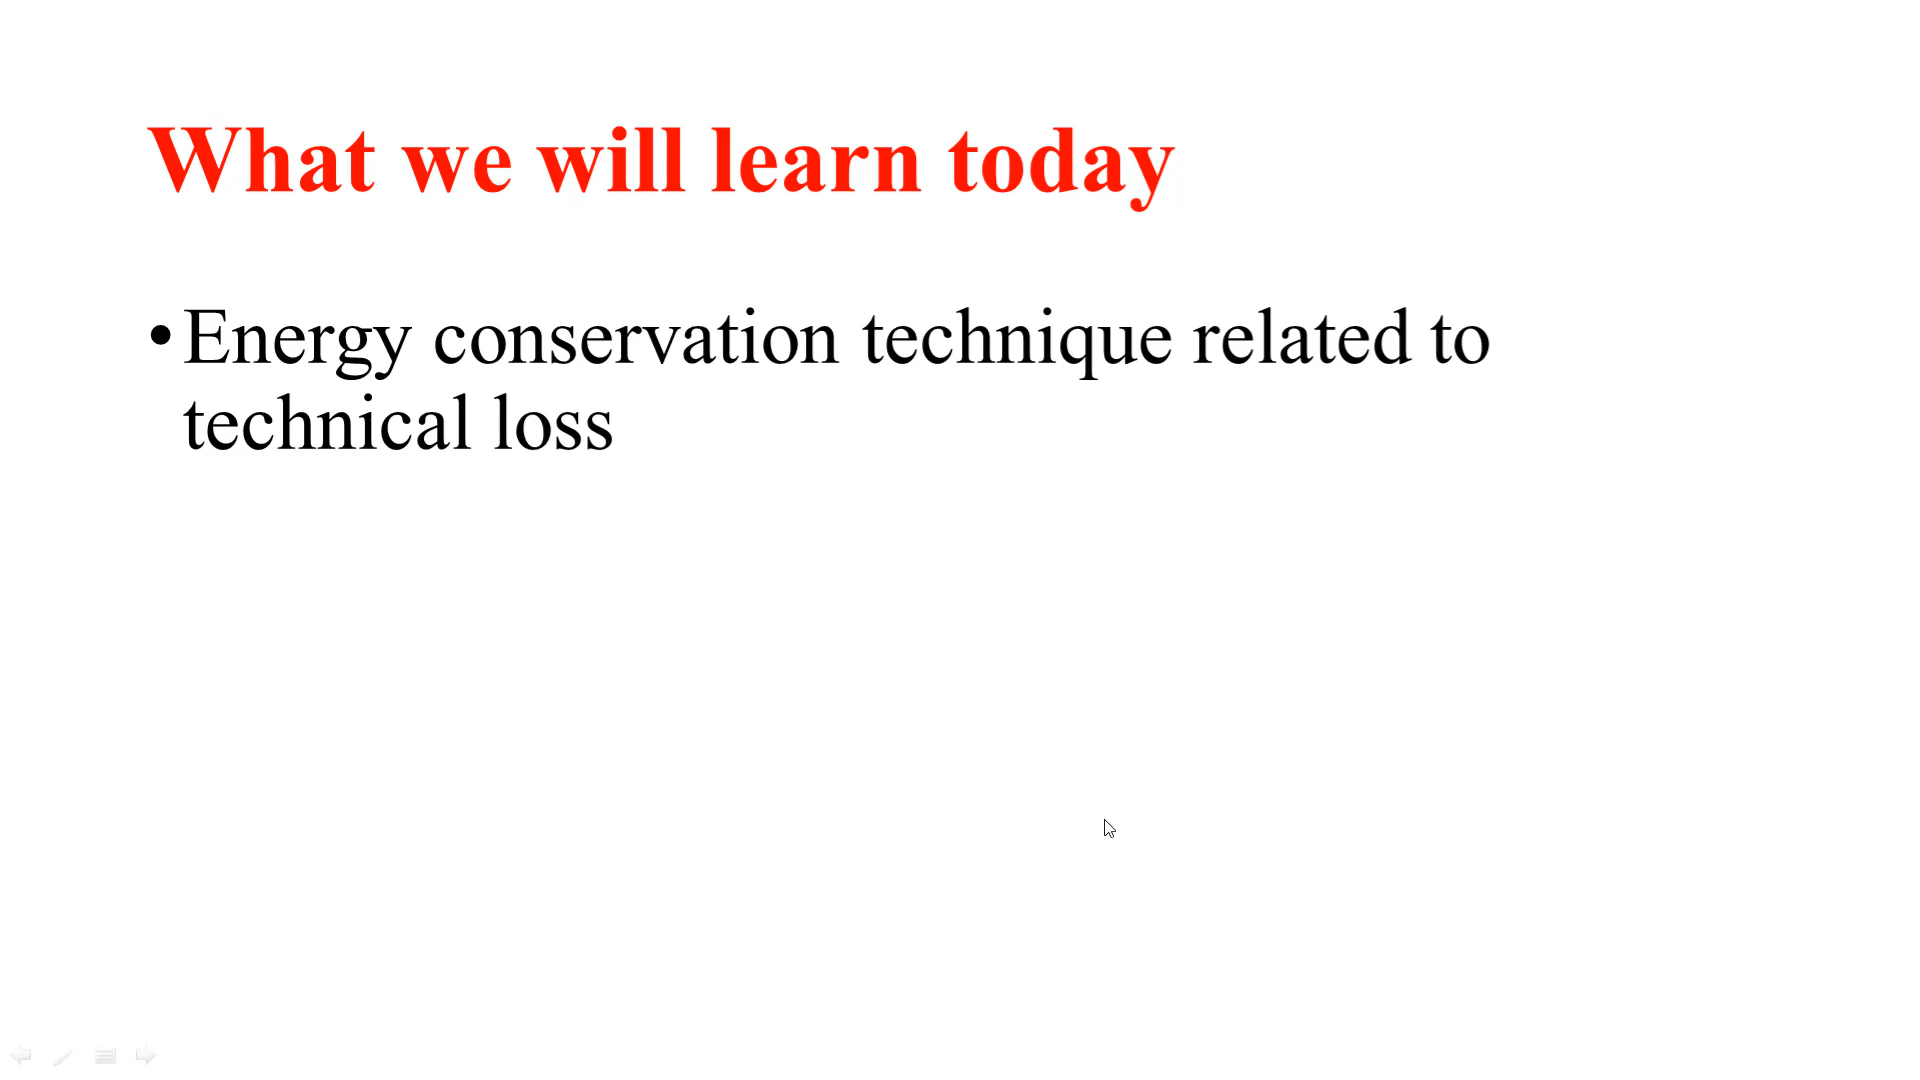 What we will learn today
• Energy conservation technique related to
technical loss